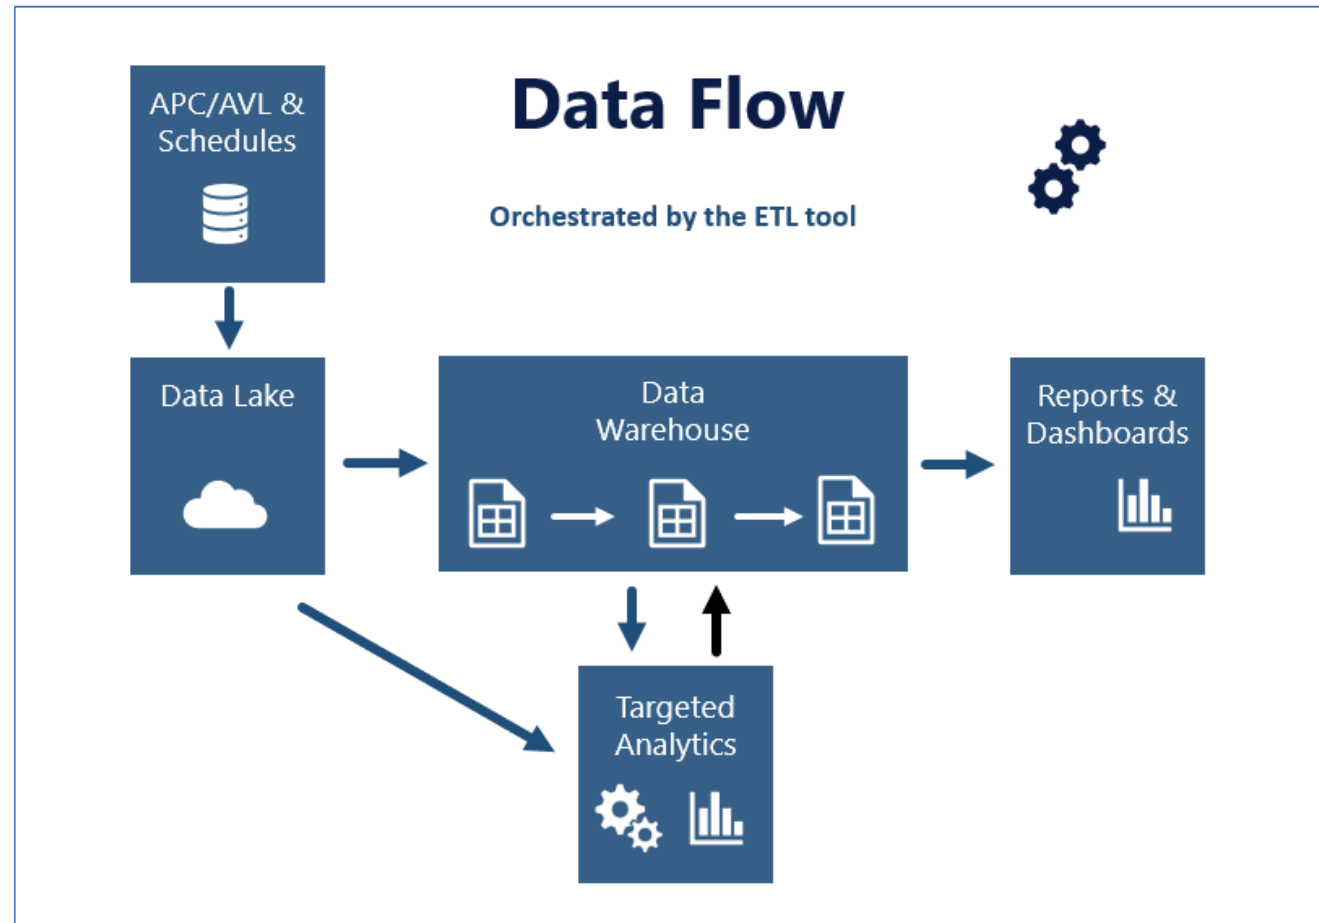 APC/AVL &
Schedules
Data Flow
Orchestrated by the ETL tool
Data Lake
Data
Warehouse
Reports &
Dashboards
Targeted
Analytics